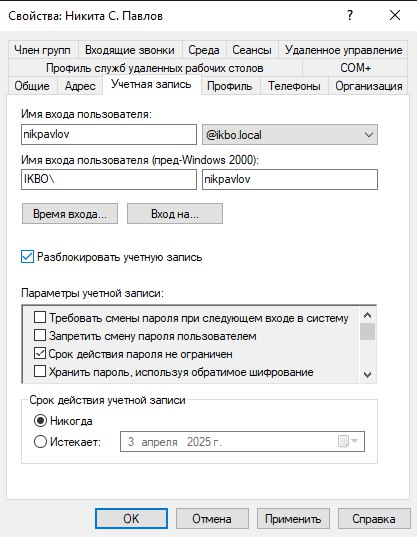 Свойства: Никита С. Павлов
Член групп Входящие звонки Среда Сеансы Удаленное управление
Профиль служб удаленных рабочих столов COM+
Общие Адрес Учетная запись Профиль Телефоны Организация
Имя входа пользователя:
nikpavlov @ikbo.local
Имя входа пользователя (пред-Windows 2000):
IKBO\ nikpavlov
Время входа... Вход на...
Разблокировать учетную запись
Параметры учетной записи:
Требовать смены пароля при следующем входе в систему
Запретить смену пароля пользователем
Срок действия пароля не ограничен
Хранить пароль, используя обратимое шифрование
Срок действия учетной записи
Никогда
Истекает: 3 апреля 2025 г.
OK Отмена Применить Справка